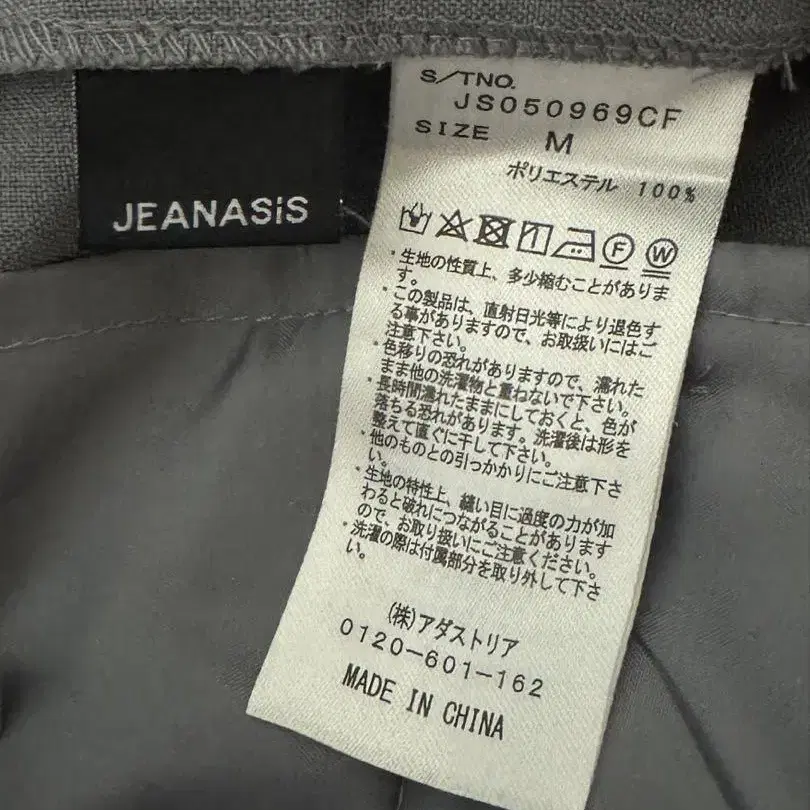 JEANASiS
S/TNO.
JS050969CF
SIZE M
ポリエステル 100%
F W
・生地の性質上、多少縮むことがありま
す。
・この製品は、直射日光等により退色す
る事がありますので、お取扱いにはご
注意下さい。
・色移りの恐れがありますので、濡れた
まま他の洗濯物と重ねないで下さい。
・長時間濡れたままにしておくと、色が
落ちる恐れがあります。洗濯後は形を
整えて直ぐに干して下さい。
・他のものとの引っかかりにご注意下さ
い。
・生地の特性上、縫い目に過度の力が加
わると破れにつながることがあります
ので、お取り扱いにご注意ください。
・洗濯の際は付属部分を取り外して下さ
い。
(株)アダストリア
0120-601-162
MADE IN CHINA